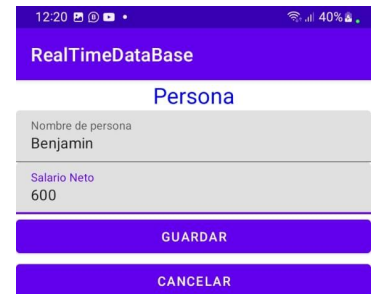 12:20
40%
RealTimeDataBase
Persona
Nombre de persona
Benjamin
Salario Neto
600
GUARDAR
CANCELAR